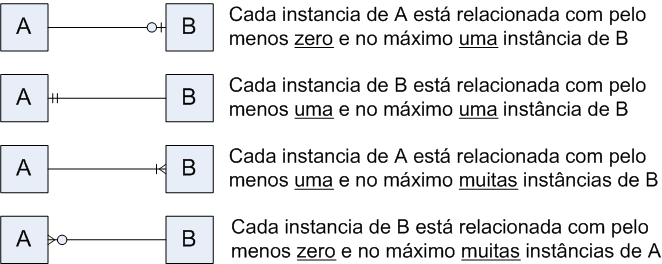 A B Cada instancia de A está relacionada com pelo
menos zero e no máximo uma instância de B
A B Cada instancia de B está relacionada com pelo
menos uma e no máximo uma instância de B
A B Cada instancia de A está relacionada com pelo
menos uma e no máximo muitas instâncias de B
A B Cada instancia de B está relacionada com pelo
menos zero e no máximo muitas instâncias de A